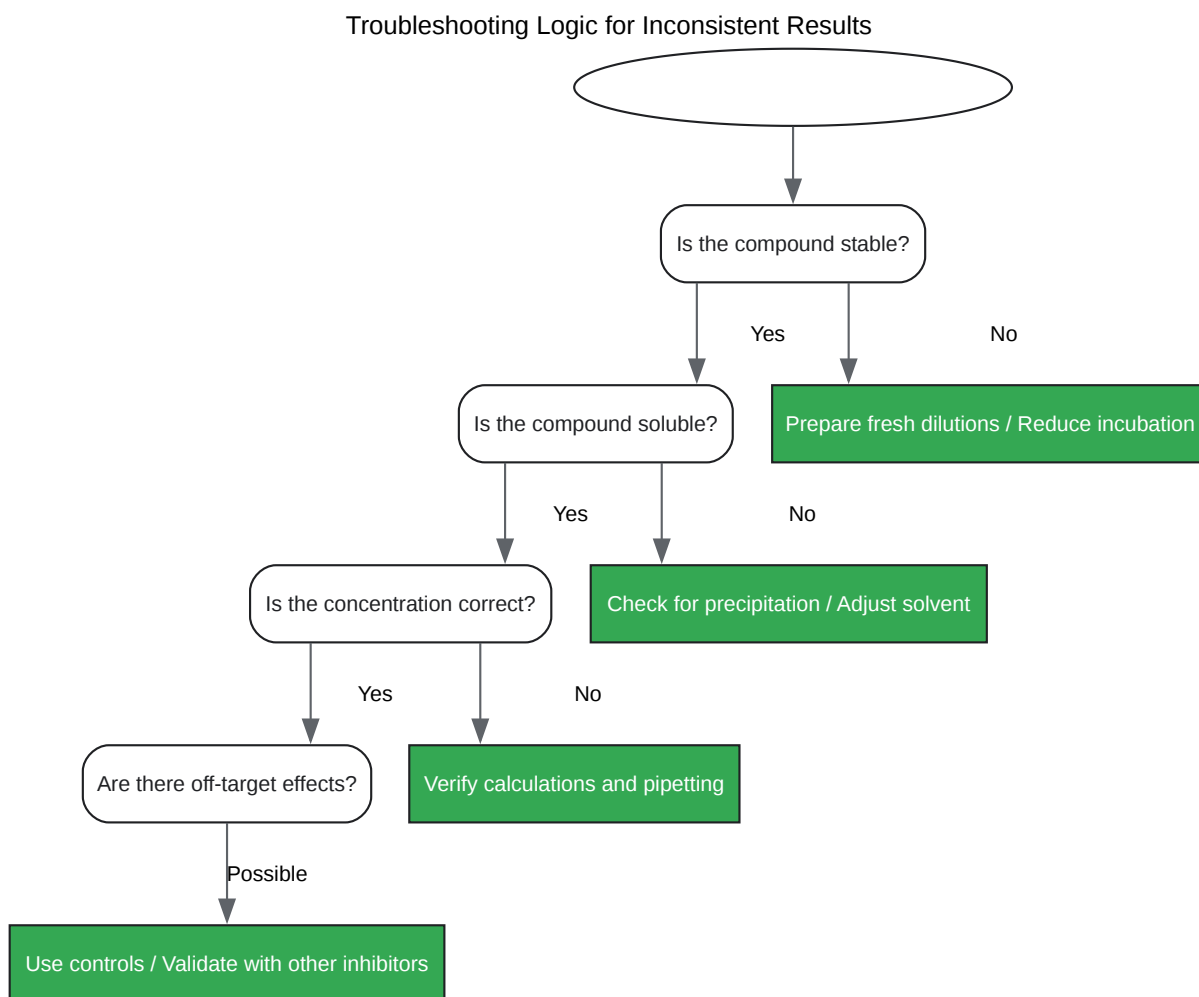 Troubleshooting Logic for Inconsistent Results
Is the compound stable?
Yes
No
Is the compound soluble?
Prepare fresh dilutions / Reduce incubation
Yes
No
Is the concentration correct?
Check for precipitation / Adjust solvent
Yes
No
Are there off-target effects?
Verify calculations and pipetting
Possible
Use controls / Validate with other inhibitors